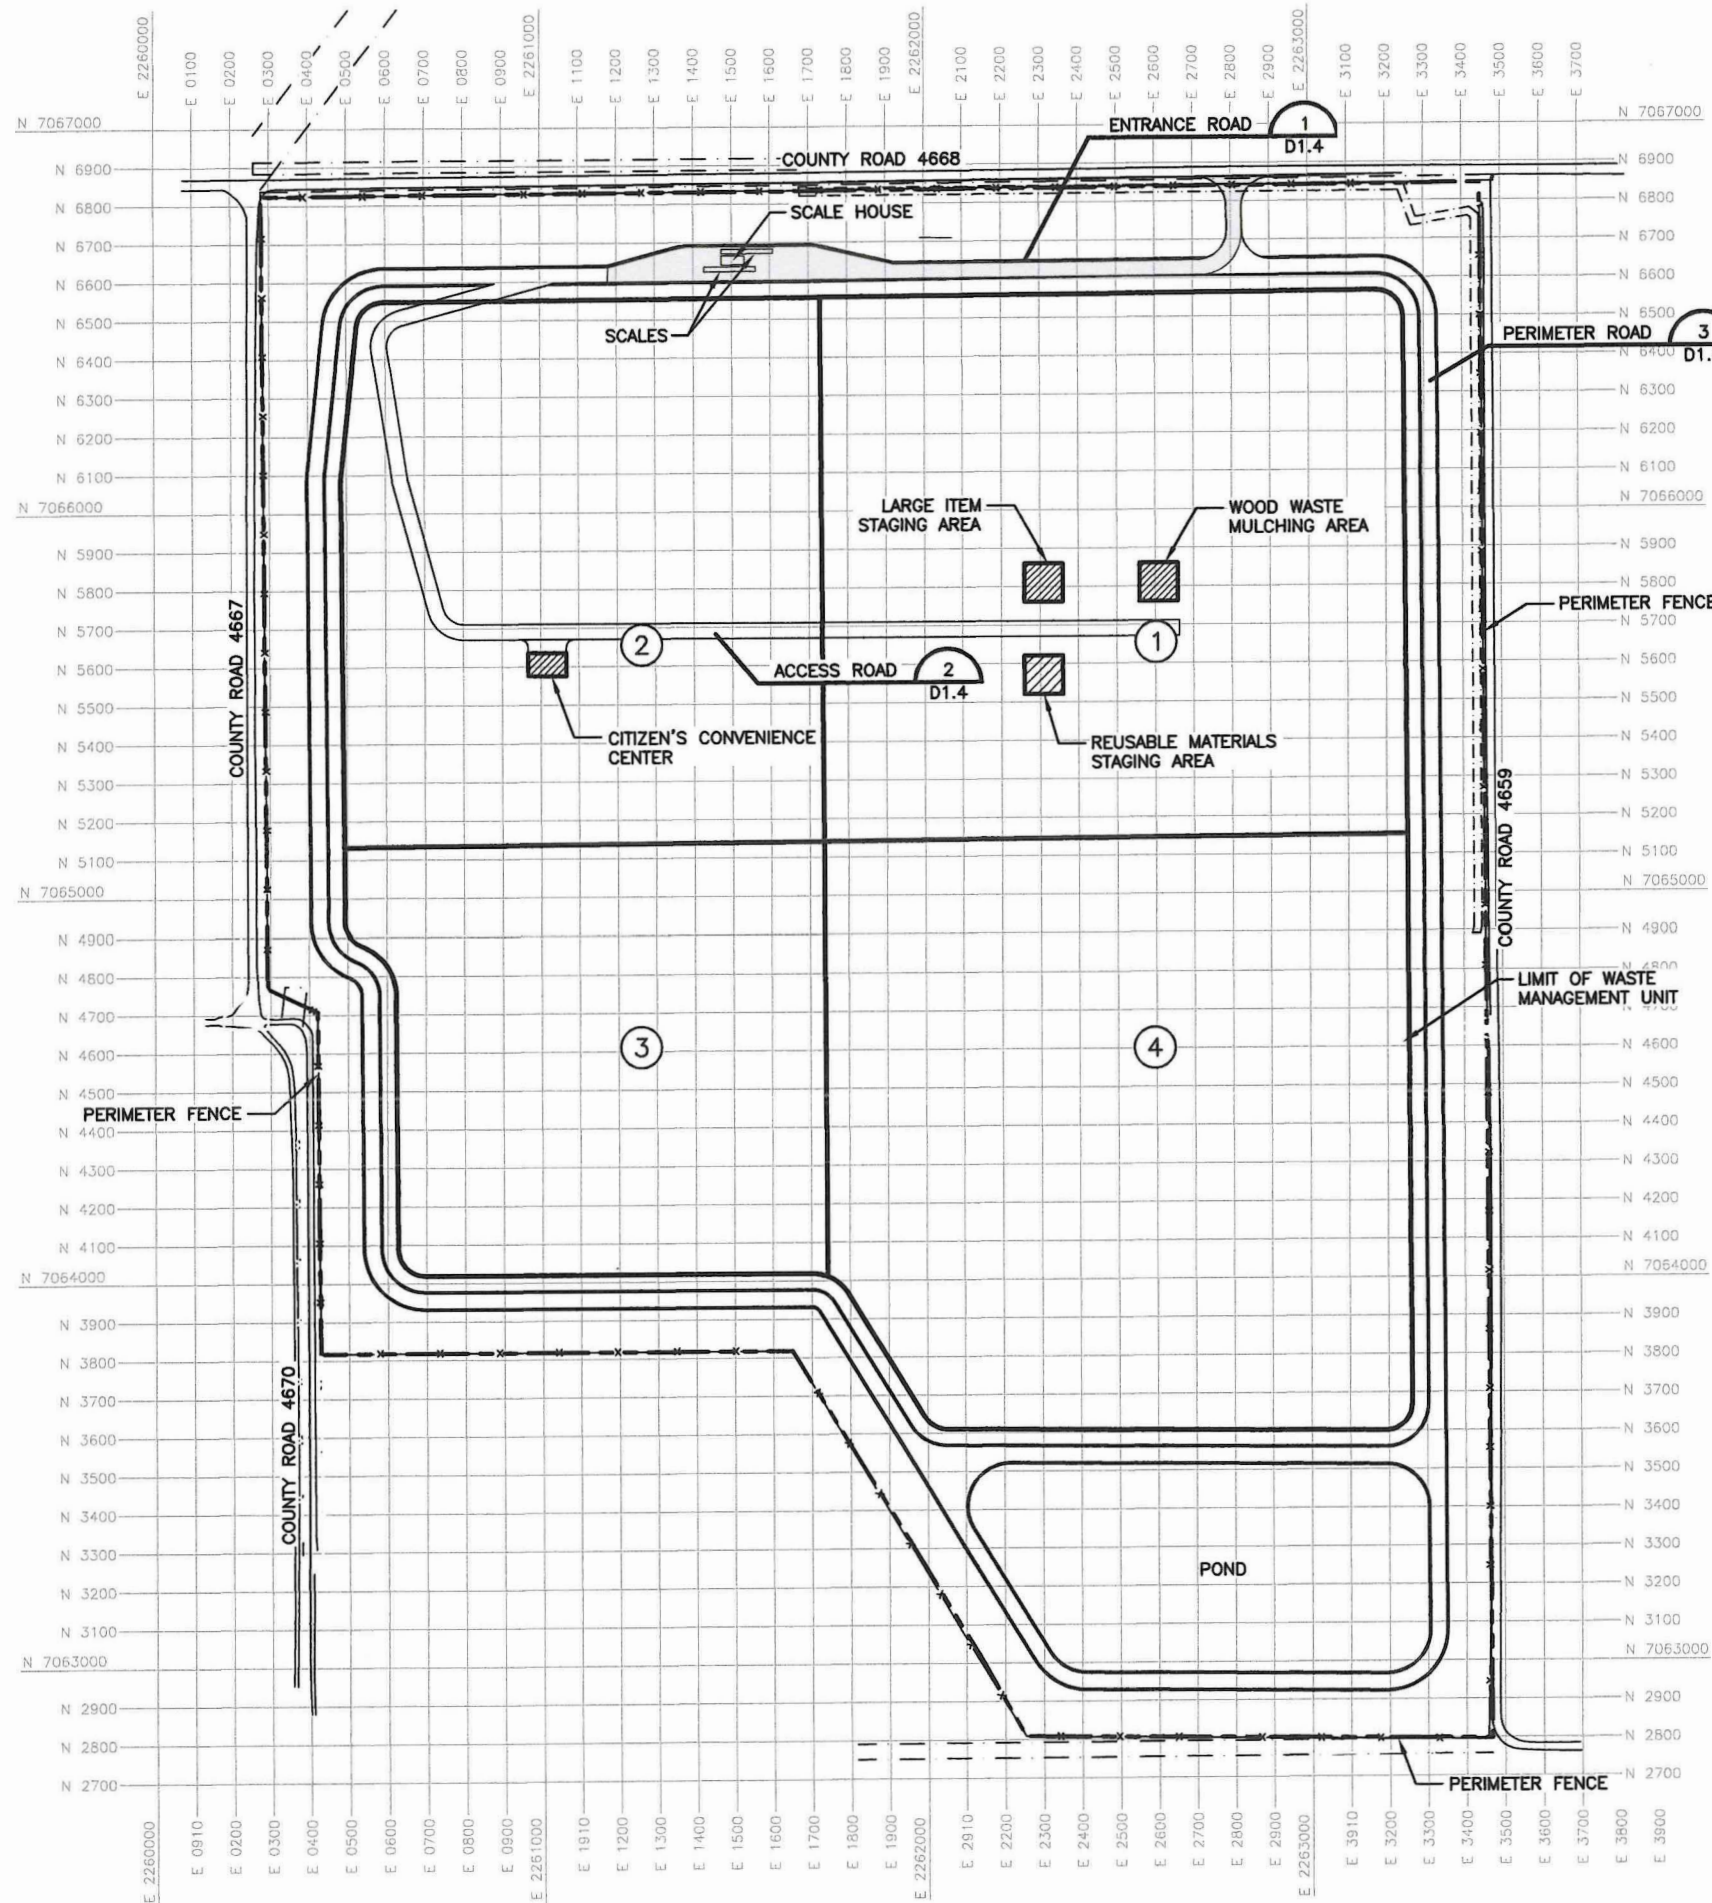 E 2260000
E 0100
E 0200
E 0300
E 0400
E 0500
E 0600
E 0700
E 0800
E 0900
E 2261000
E 1100
E 1200
E 1300
E 1400
E 1500
E 1600
E 1700
E 1800
E 1900
E 2262000
E 2100
E 2200
E 2300
E 2400
E 2500
E 2600
E 2700
E 2800
E 2900
E 2263000
E 3100
E 3200
E 3300
E 3400
E 3500
E 3600
E 3700
N 7067000
N 6900
N 6800
N 6700
N 6600
N 6500
N 6400
N 6300
N 6200
N 6100
N 7066000
N 5900
N 5800
N 5700
N 5600
N 5500
N 5400
N 5300
N 5200
N 5100
N 7065000
N 4900
N 4800
N 4700
N 4600
N 4500
N 4400
N 4300
N 4200
N 4100
N 7064000
N 3900
N 3800
N 3700
N 3600
N 3500
N 3400
N 3300
N 3200
N 3100
N 7063000
N 2900
N 2800
N 2700
ENTRANCE ROAD
1
D1.4
COUNTY ROAD 4668
SCALE HOUSE
SCALES
PERIMETER ROAD
3
D1.
LARGE ITEM
STAGING AREA
WOOD WASTE
MULCHING AREA
COUNTY ROAD 4667
PERIMETER FENCE
2
1
ACCESS ROAD
2
D1.4
CITIZEN'S CONVENIENCE
CENTER
REUSABLE MATERIALS
STAGING AREA
COUNTY ROAD 4659
LIMIT OF WASTE
MANAGEMENT UNIT
3
4
PERIMETER FENCE
COUNTY ROAD 4670
POND
PERIMETER FENCE
N 7067000
N 6900
N 6800
N 6700
N 6600
N 6500
N 6400
N 6300
N 6200
N 6100
N 7066000
N 5900
N 5800
N 5700
N 5600
N 5500
N 5400
N 5300
N 5200
N 5100
N 7065000
N 4900
N 4800
N 4600
N 4500
N 4400
N 4300
N 4200
N 4100
N 7064000
N 3900
N 3800
N 3700
N 3600
N 3500
N 3400
N 3300
N 3200
N 3100
N 7063000
N 2900
N 2800
N 2700
E 2260000
E 0910
E 0200
E 0300
E 0400
E 0500
E 0600
E 0700
E 0800
E 0900
E 2261000
E 1910
E 1200
E 1300
E 1400
E 1500
E 1600
E 1700
E 1800
E 1900
E 2262000
E 2910
E 2200
E 2300
E 2400
E 2500
E 2600
E 2700
E 2800
E 2900
E 2263000
E 3910
E 3200
E 3300
E 3400
E 3500
E 3600
E 3700
E 3800
E 3900